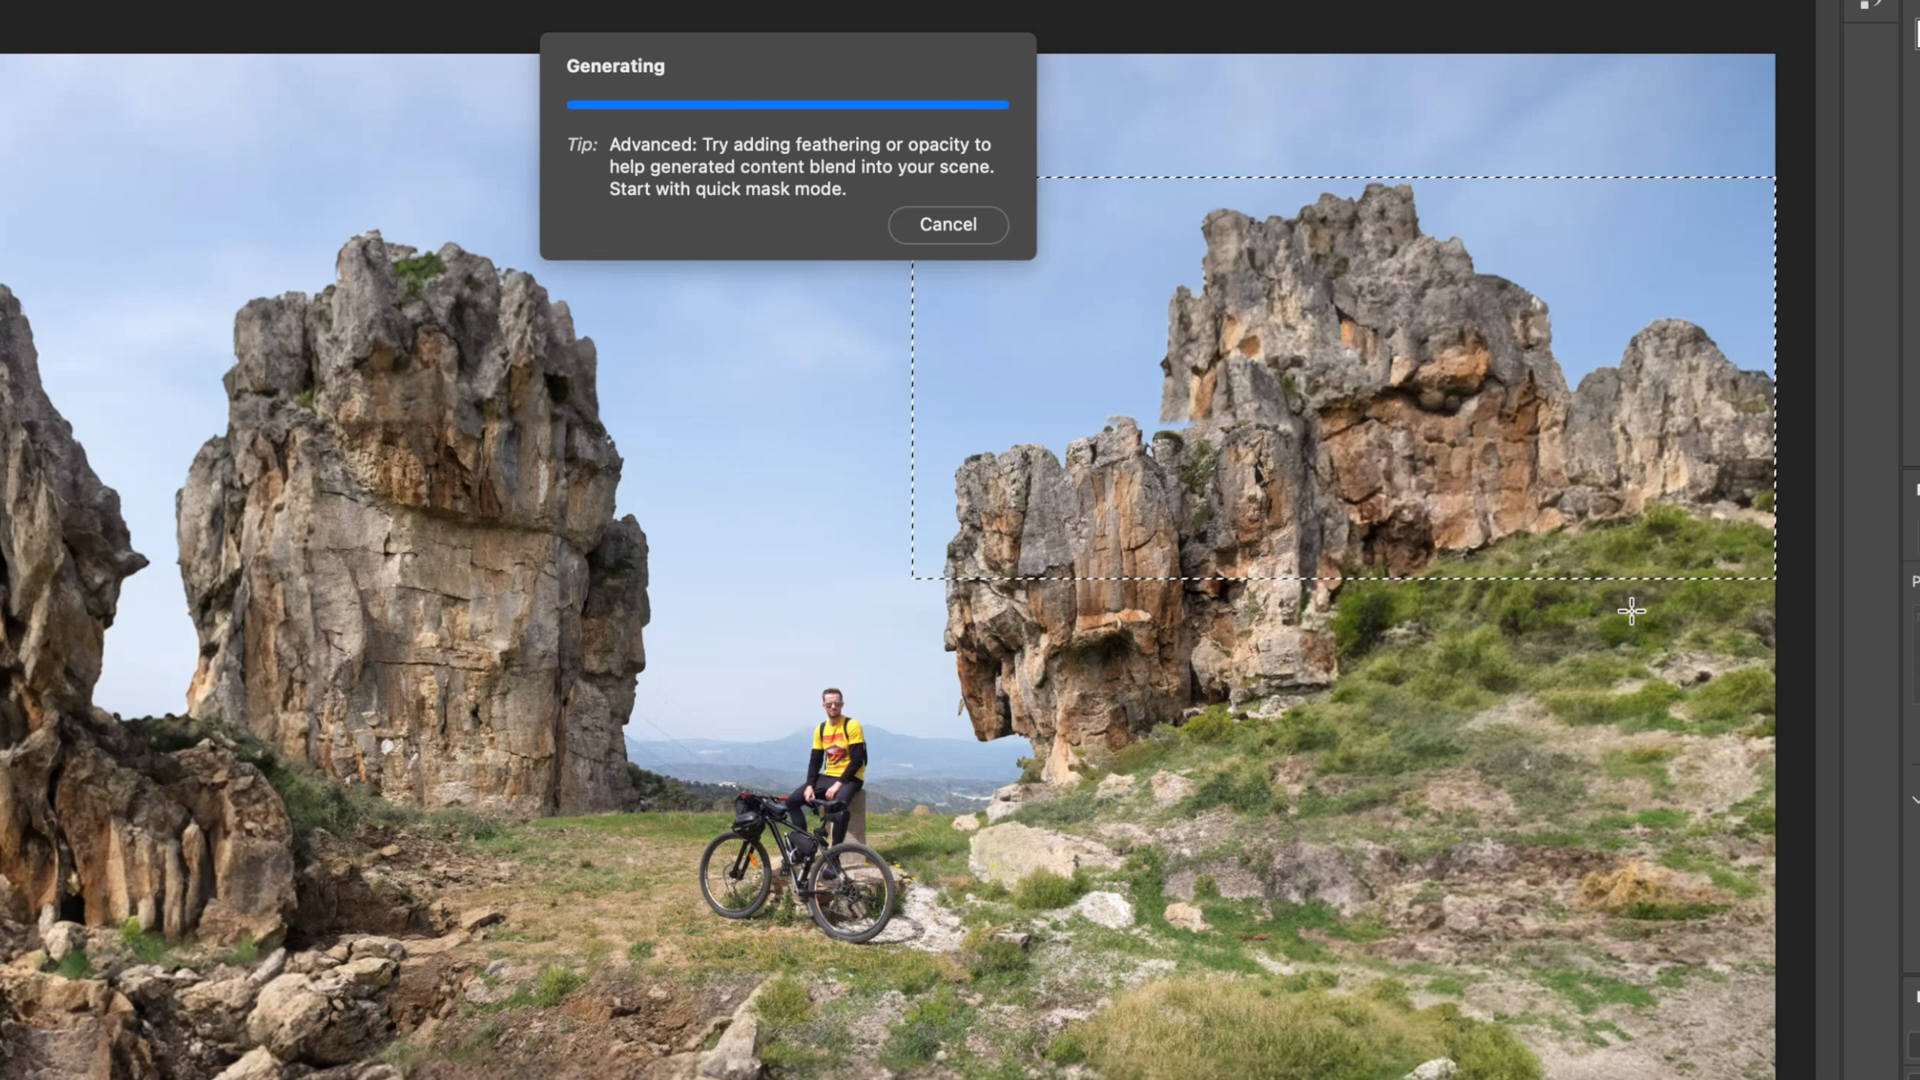 Generating
Tip: Advanced: Try adding feathering or opacity to
help generated content blend into your scene.
Start with quick mask mode.
Cancel